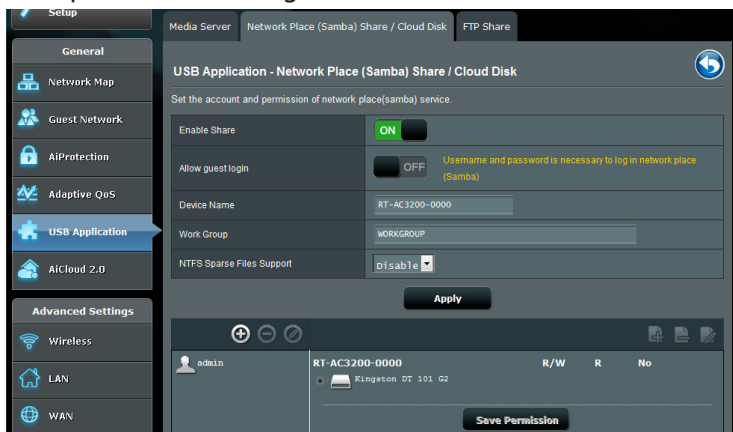 Setup
General
Network Map
Guest Network
AiProtection
Adaptive QoS
USB Application
AiCloud 2.0
Advanced Settings
Wireless
LAN
WAN
Media Server
Network Place (Samba) Share / Cloud Disk
FTP Share
USB Application - Network Place (Samba) Share / Cloud Disk
Set the account and permission of network place(samba) service.
Enable Share
ON
Allow guest login
OFF
Username and password is necessary to log in network place
(Samba)
Device Name
RT-AC3200-0000
Work Group
WORKGROUP
NTFS Sparse Files Support
Disable
Apply
admin
RT-AC3200-0000
R/W
R
No
Kingston DT 101 G2
Save Permission